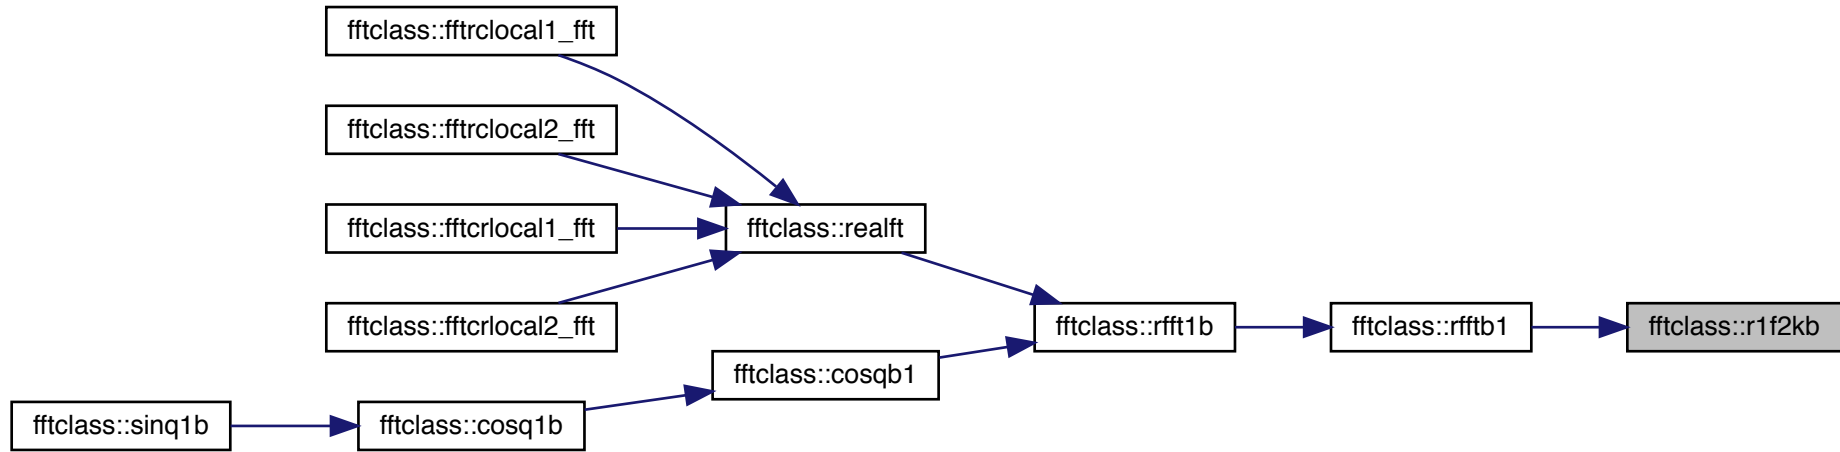 fftclass::fftrclocal1_fft
fftclass::fftrclocal2_fft
fftclass::fftcrlocal1_fft
fftclass::realft
fftclass::fftcrlocal2_fft
fftclass::rfft1b
fftclass::rfftb1
fftclass::r1f2kb
fftclass::cosqb1
fftclass::sinq1b
fftclass::cosq1b